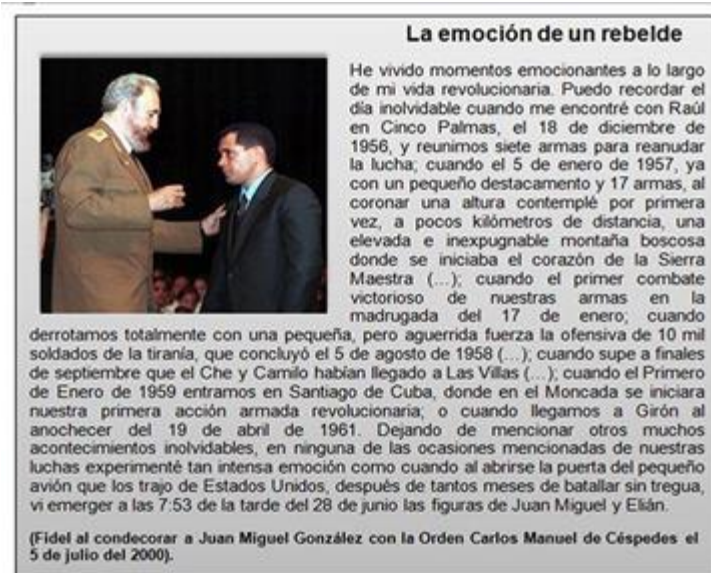 La emoción de un rebelde
He vivido momentos emocionantes a lo largo
de mi vida revolucionaria. Puedo recordar el
día inolvidable cuando me encontré con Raúl
en Cinco Palmas, el 18 de diciembre de
1956, y reunimos siete armas para reanudar
la lucha; cuando el 5 de enero de 1957, ya
con un pequeño destacamento y 17 armas, al
coronar una altura contemplé por primera
vez, a pocos kilómetros de distancia, una
elevada e inexpugnable montaña boscosa
donde se iniciaba el corazón de la Sierra
Maestra (...); cuando el primer combate
victorioso de nuestras armas en la
madrugada del 17 de enero; cuando
derrotamos totalmente con una pequeña, pero aguerrida fuerza la ofensiva de 10 mil
soldados de la tiranía, que concluyó el 5 de agosto de 1958 (...); cuando supe a finales
de septiembre que el Che y Camilo habían llegado a Las Villas (...); cuando el Primero
de Enero de 1959 entramos en Santiago de Cuba, donde en el Moncada se iniciara
nuestra primera acción armada revolucionaria; o cuando llegamos a Girón al
anochecer del 19 de abril de 1961. Dejando de mencionar otros muchos
acontecimientos inolvidables, en ninguna de las ocasiones mencionadas de nuestras
luchas experimenté tan intensa emoción como cuando al abrirse la puerta del pequeño
avión que los trajo de Estados Unidos, después de tantos meses de batallar sin tregua,
vi emerger a las 7:53 de la tarde del 28 de junio las figuras de Juan Miguel y Elián.
(Fidel al condecorar a Juan Miguel González con la Orden Carlos Manuel de Céspedes el
5 de julio del 2000).